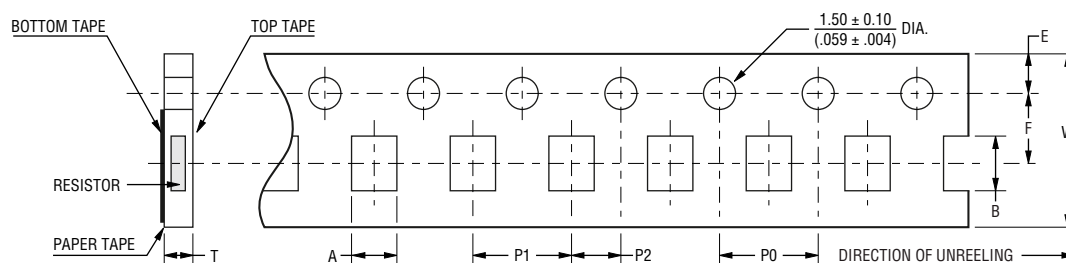 BOTTOM TAPE
TOP TAPE
1.50 ± 0.10
(.059 ± .004)
DIA.
E
F
W
RESISTOR
B
PAPER TAPE
T
A
P1
P2
P0
DIRECTION OF UNREELING